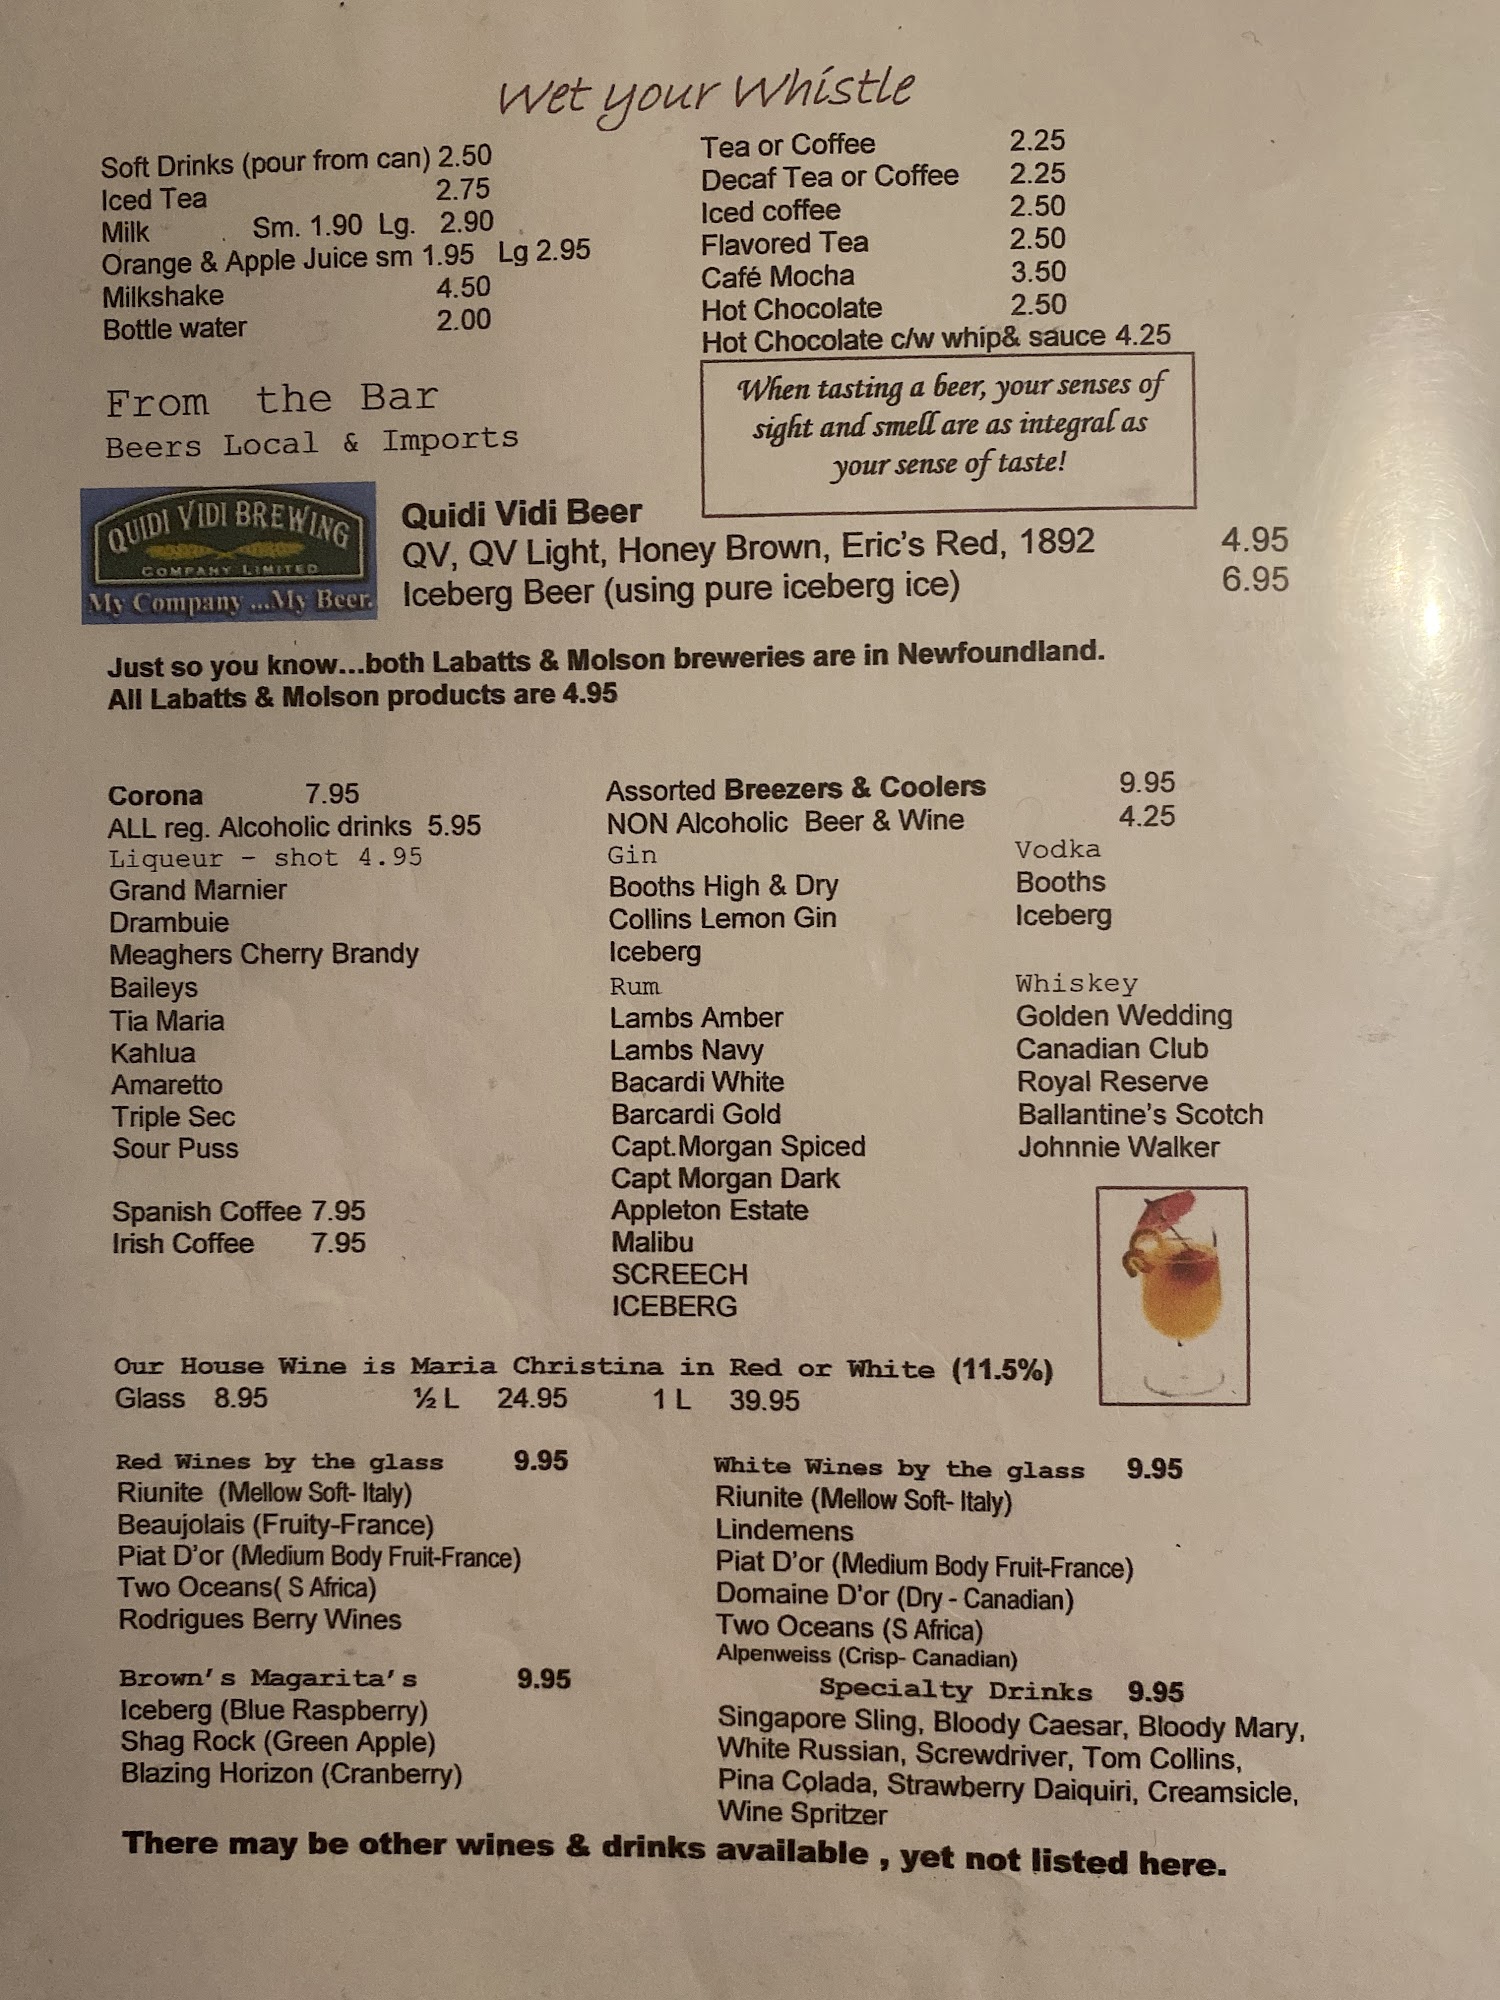 Wet your Whistle
Soft Drinks (pour from can) 2.50
Iced Tea 2.75
Milk Sm. 1.90 Lg. 2.90
Orange & Apple Juice sm 1.95 Lg 2.95
Milkshake 4.50
Bottle water 2.00
Tea or Coffee 2.25
Decaf Tea or Coffee 2.25
Iced coffee 2.50
Flavored Tea 2.50
Café Mocha 3.50
Hot Chocolate 2.50
Hot Chocolate c/w whip& sauce 4.25
When tasting a beer, your senses of
sight and smell are as integral as
your sense of taste!
From the Bar
Beers Local & Imports
QUIDI VIDI BREWING
COMPANY LIMITED
My Company ...My Beer.
Quidi Vidi Beer
QV, QV Light, Honey Brown, Eric's Red, 1892 4.95
Iceberg Beer (using pure iceberg ice) 6.95
Just so you know...both Labatts & Molson breweries are in Newfoundland.
All Labatts & Molson products are 4.95
Corona 7.95
ALL reg. Alcoholic drinks 5.95
Liqueur - shot 4.95
Grand Marnier
Drambuie
Meaghers Cherry Brandy
Baileys
Tia Maria
Kahlua
Amaretto
Triple Sec
Sour Puss
Spanish Coffee 7.95
Irish Coffee 7.95
Assorted Breezers & Coolers 9.95
NON Alcoholic Beer & Wine 4.25
Gin
Booths High & Dry
Collins Lemon Gin
Iceberg
Rum
Lambs Amber
Lambs Navy
Bacardi White
Barcardi Gold
Capt.Morgan Spiced
Capt Morgan Dark
Appleton Estate
Malibu
SCREECH
ICEBERG
Vodka
Booths
Iceberg
Whiskey
Golden Wedding
Canadian Club
Royal Reserve
Ballantine's Scotch
Johnnie Walker
Our House Wine is Maria Christina in Red or White (11.5%)
Glass 8.95 ½ L 24.95 1 L 39.95
Red Wines by the glass 9.95
Riunite (Mellow Soft- Italy)
Beaujolais (Fruity-France)
Piat D'or (Medium Body Fruit-France)
Two Oceans( S Africa)
Rodrigues Berry Wines
Brown's Magarita's 9.95
Iceberg (Blue Raspberry)
Shag Rock (Green Apple)
Blazing Horizon (Cranberry)
White Wines by the glass 9.95
Riunite (Mellow Soft- Italy)
Lindemens
Piat D'or (Medium Body Fruit-France)
Domaine D'or (Dry - Canadian)
Two Oceans (S Africa)
Alpenweiss (Crisp- Canadian)
Specialty Drinks 9.95
Singapore Sling, Bloody Caesar, Bloody Mary,
White Russian, Screwdriver, Tom Collins,
Pina Colada, Strawberry Daiquiri, Creamsicle,
Wine Spritzer
There may be other wines & drinks available , yet not listed here.